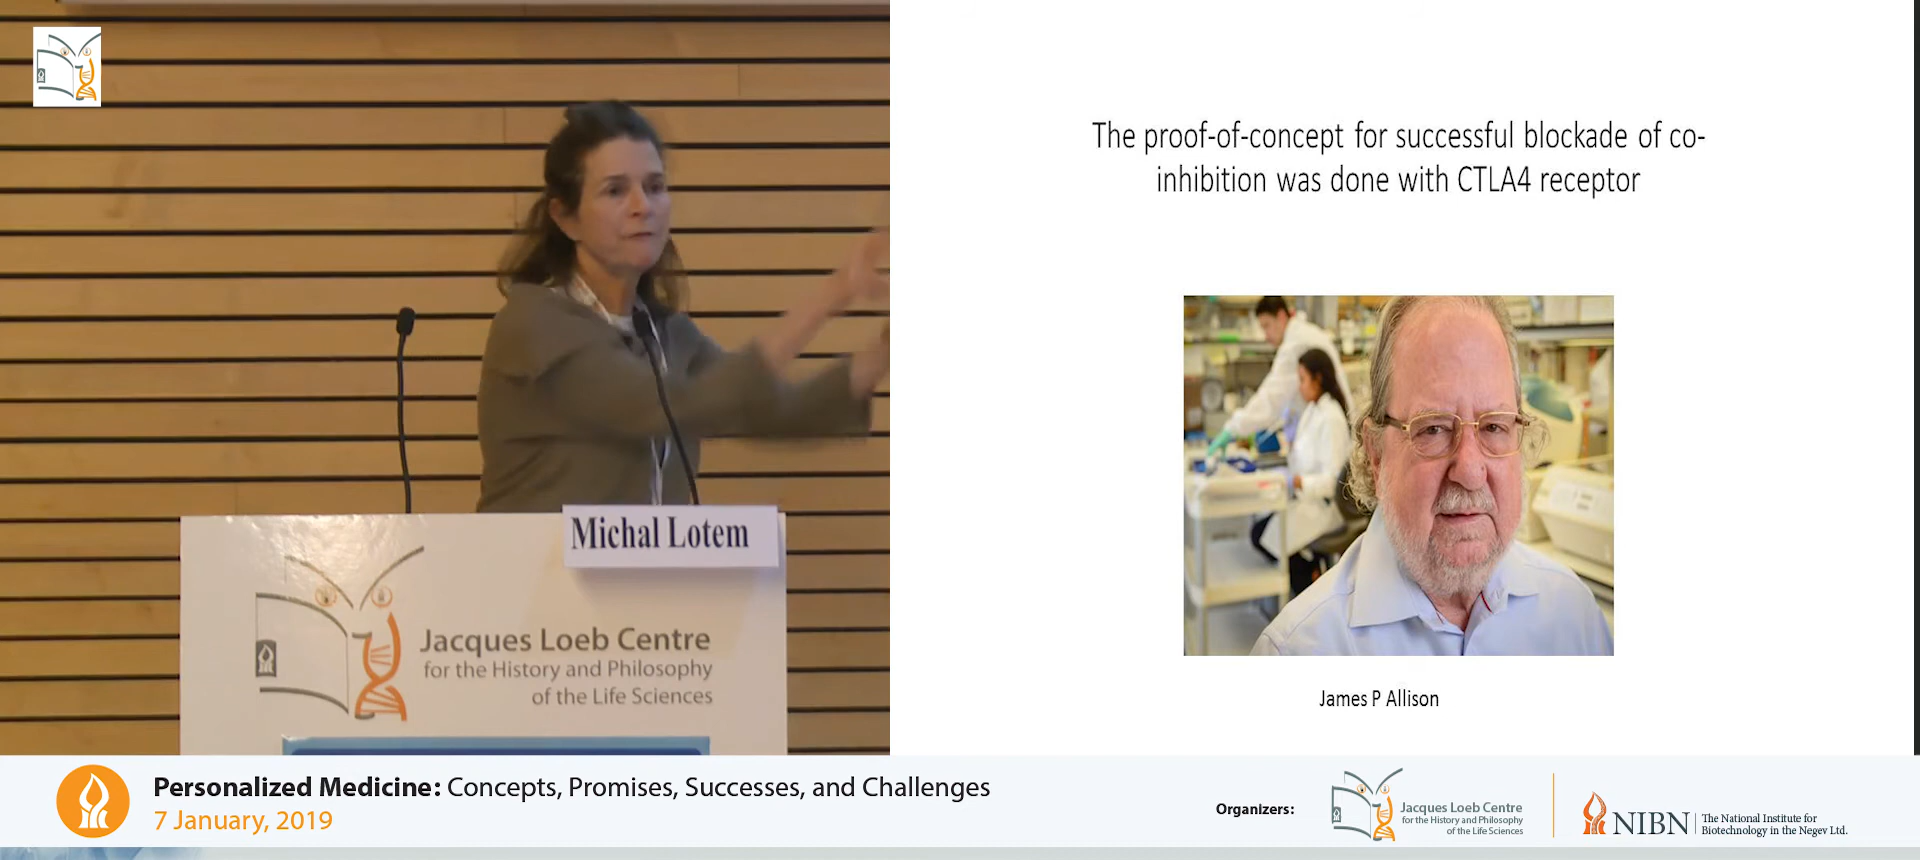 The proof-of-concept for successful blockade of co-
inhibition was done with CTLA4 receptor
James P Allison
Michal Lotem
Jacques Loeb Centre
for the History and Philosophy
of the Life Sciences
Personalized Medicine: Concepts, Promises, Successes, and Challenges
7 January, 2019
Organizers:
Jacques Loeb Centre
for the History and Philosophy
of the Life Sciences
NIBN
The National Institute for
Biotechnology in the Negev Ltd.